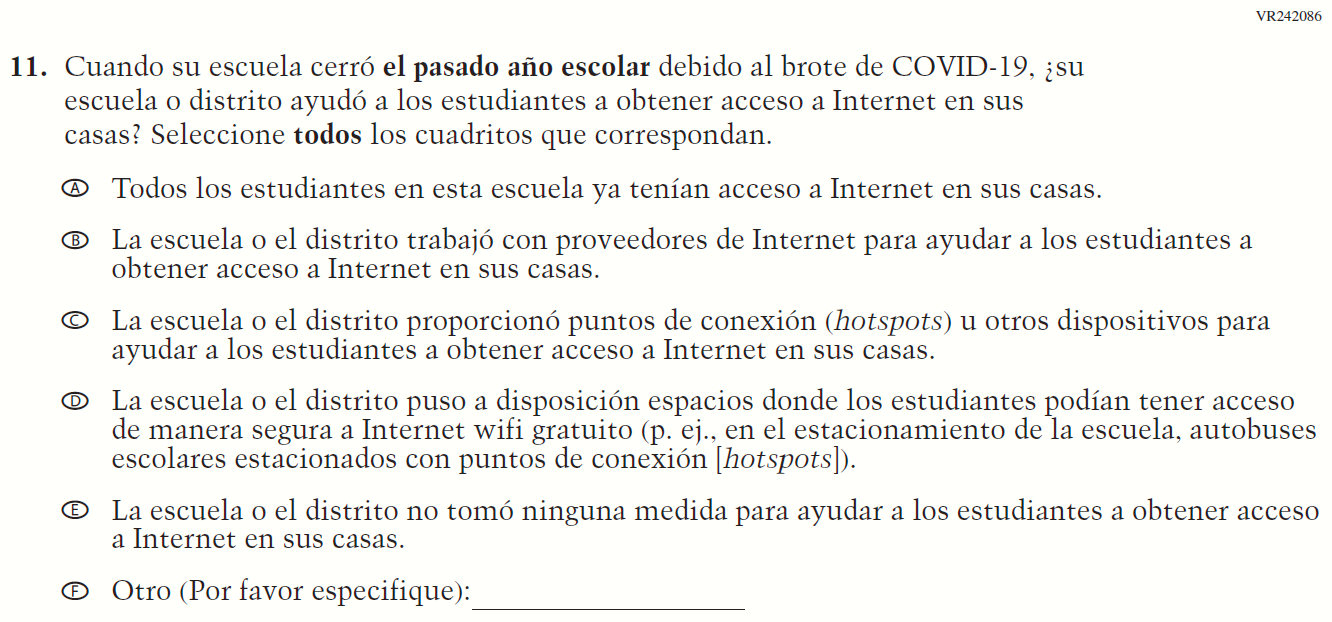 VR242086
11. Cuando su escuela cerró el pasado año escolar debido al brote de COVID-19, ¿su
escuela o distrito ayudó a los estudiantes a obtener acceso a Internet en sus
casas? Seleccione todos los cuadritos que correspondan.
A Todos los estudiantes en esta escuela ya tenían acceso a Internet en sus casas.
B La escuela o el distrito trabajó con proveedores de Internet para ayudar a los estudiantes a
obtener acceso a Internet en sus casas.
C La escuela o el distrito proporcionó puntos de conexión (hotspots) u otros dispositivos para
ayudar a los estudiantes a obtener acceso a Internet en sus casas.
D La escuela o el distrito puso a disposición espacios donde los estudiantes podían tener acceso
de manera segura a Internet wifi gratuito (p. ej., en el estacionamiento de la escuela, autobuses
escolares estacionados con puntos de conexión [hotspots]).
E La escuela o el distrito no tomó ninguna medida para ayudar a los estudiantes a obtener acceso
a Internet en sus casas.
F Otro (Por favor especifique):